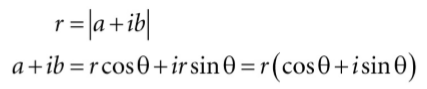 r = |a + ib|
a + ib = r cos θ + ir sin θ = r(cos θ + i sin θ)